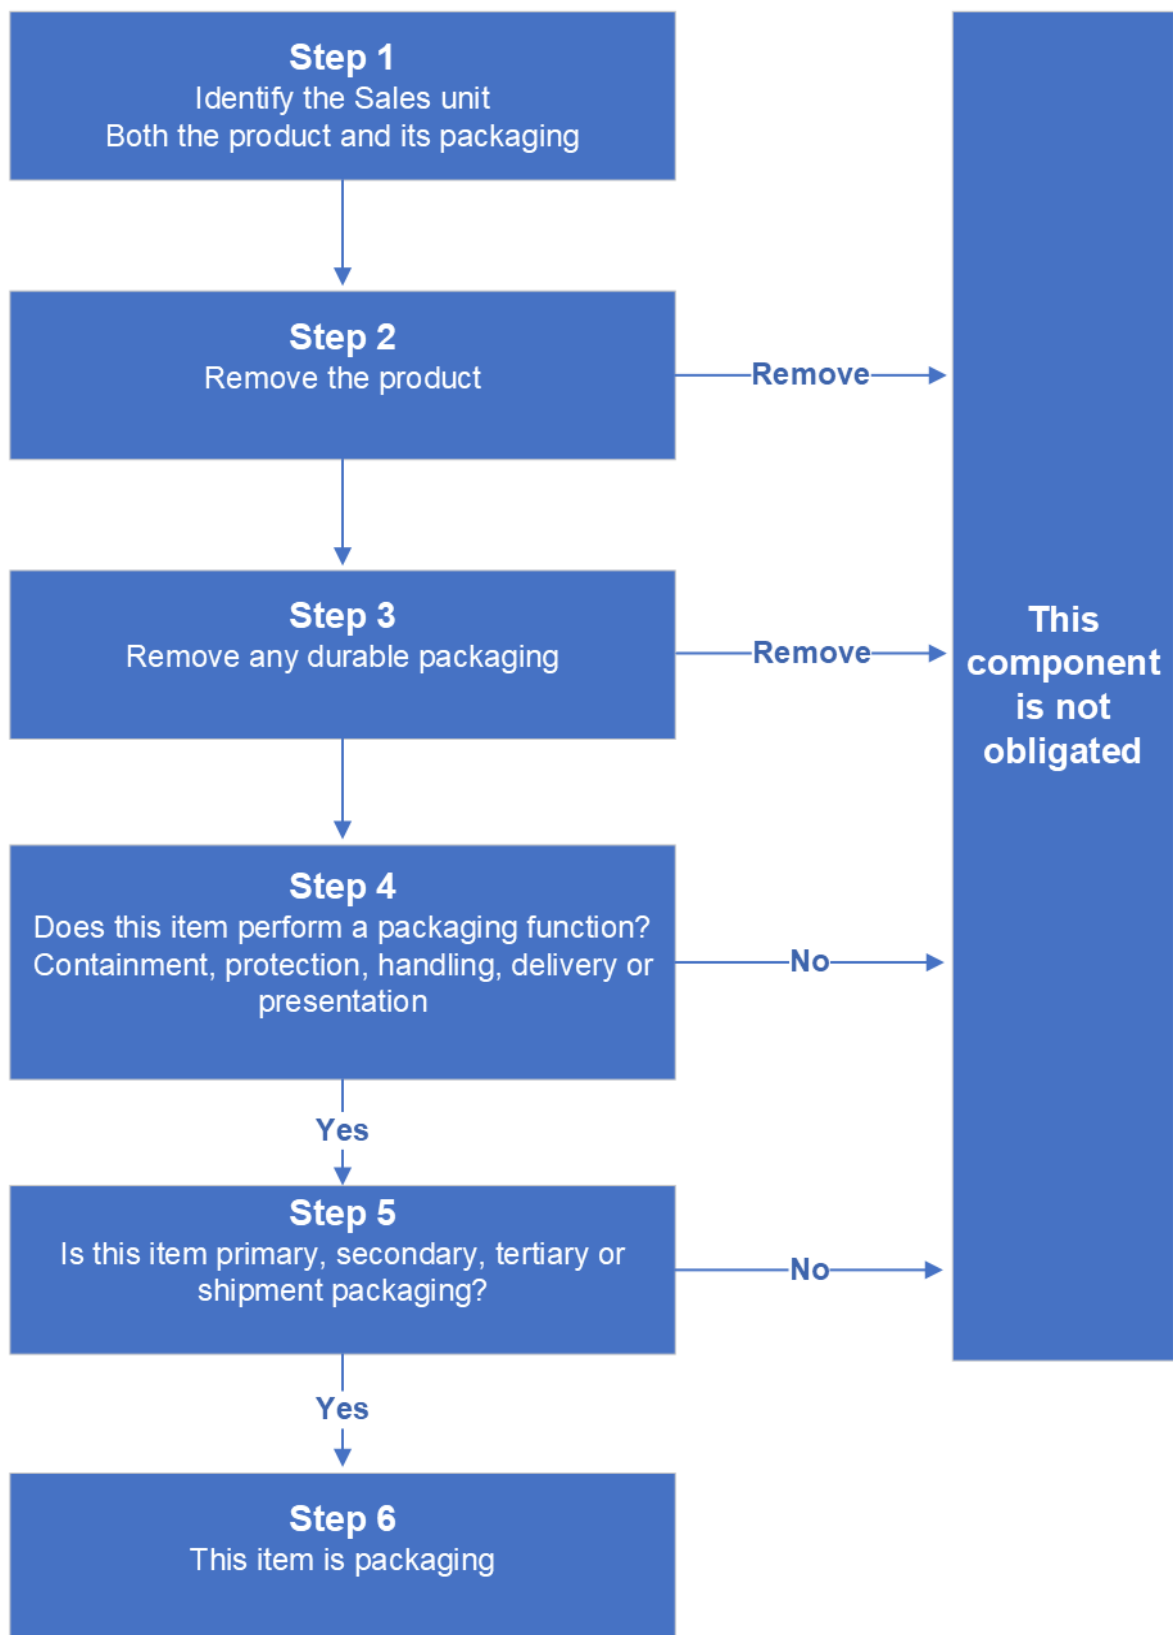 Step 1
Identify the Sales unit
Both the product and its packaging
Step 2
Remove the product
Remove
Step 3
Remove any durable packaging
Remove
This
component
is not
obligated
Step 4
Does this item perform a packaging function?
Containment, protection, handling, delivery or
presentation
No
Yes
Step 5
Is this item primary, secondary, tertiary or
shipment packaging?
No
Yes
Step 6
This item is packaging